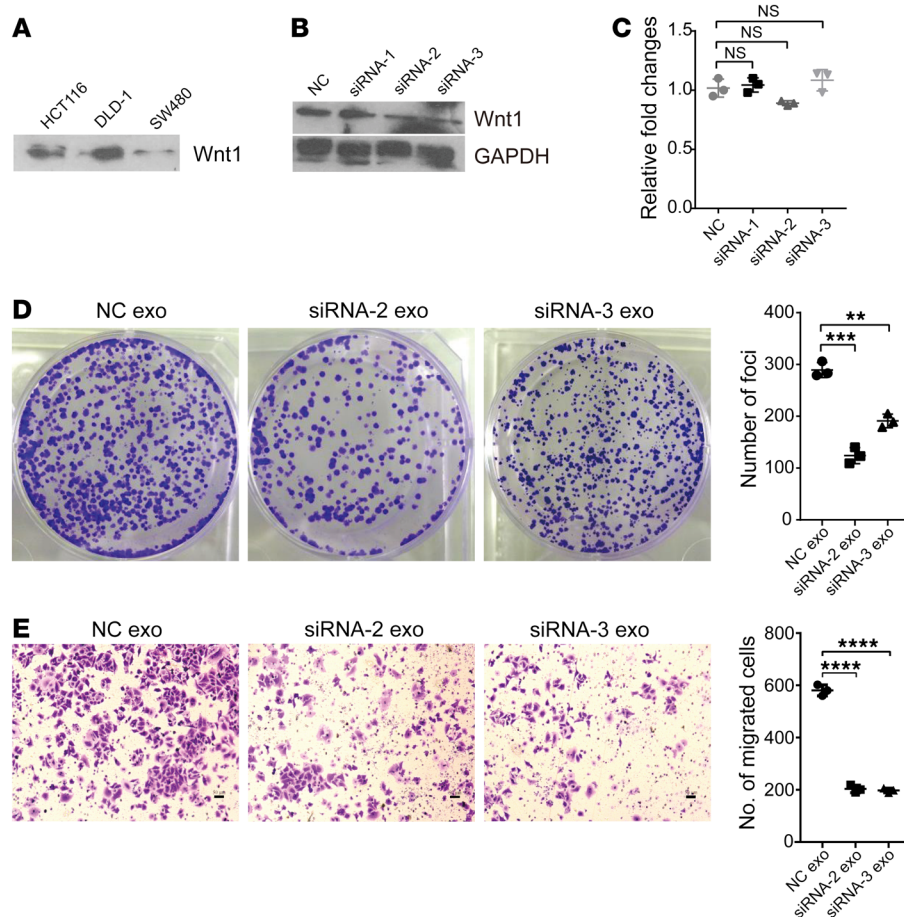 A
HCT116
DLD-1
SW480
Wnt1
B
NC
siRNA-1
siRNA-2
siRNA-3
Wnt1
GAPDH
C
Relative fold changes
1.5
1.0
0.5
0.0
NS
NS
NS
NC
siRNA-1
siRNA-2
siRNA-3
D
NC exo
siRNA-2 exo
siRNA-3 exo
Number of foci
400
300
200
100
0
**
***
NC exo
siRNA-2 exo
siRNA-3 exo
E
NC exo
siRNA-2 exo
siRNA-3 exo
No. of migrated cells
800
600
400
200
0
****
****
NC exo
siRNA-2 exo
siRNA-3 exo